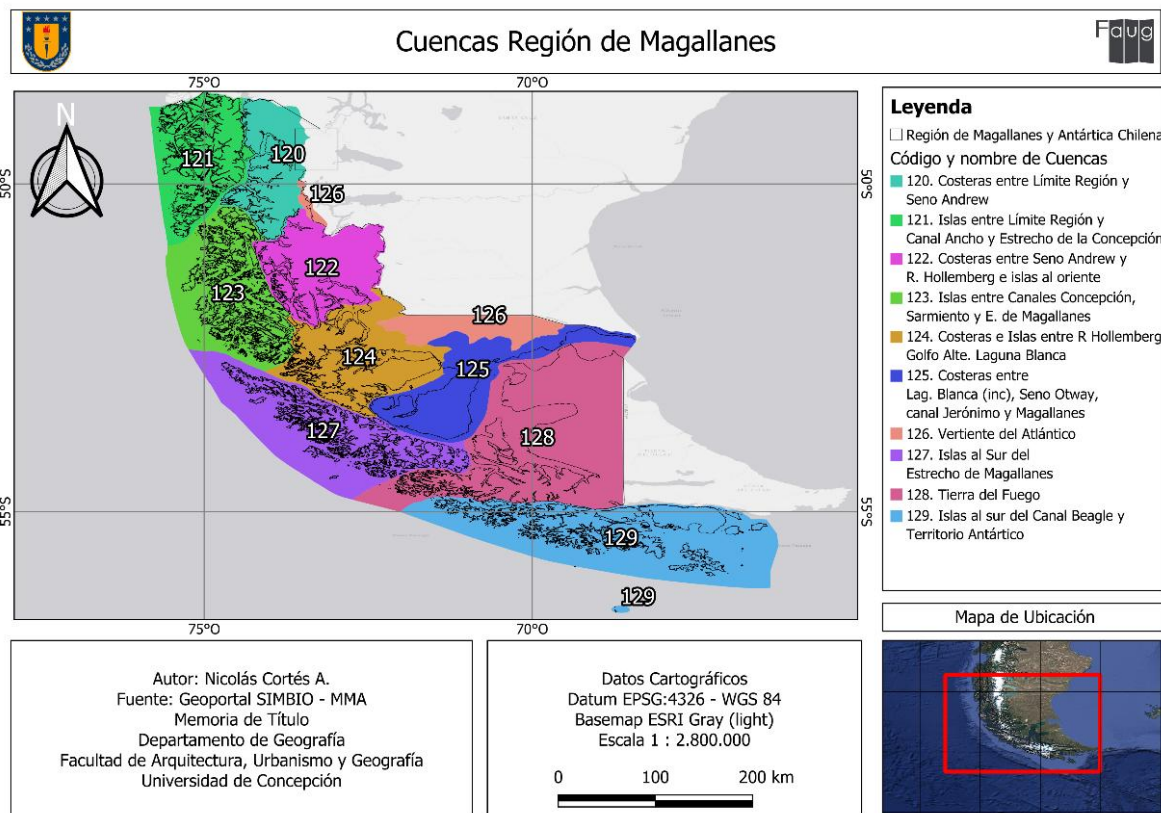 Cuencas Región de Magallanes
Faug
75°O
70°O
N
50°S
50°S
55°S
55°S
121
120
126
122
123
126
124
125
127
128
129
129
75°O
70°O
Leyenda
Región de Magallanes y Antártica Chilena
Código y nombre de Cuencas
120. Costeras entre Límite Región y
Seno Andrew
121. Islas entre Límite Región y
Canal Ancho y Estrecho de la Concepción
122. Costeras entre Seno Andrew y
R. Hollemberg e islas al oriente
123. Islas entre Canales Concepción,
Sarmiento y E. de Magallanes
124. Costeras e Islas entre R Hollemberg
Golfo Alte. Laguna Blanca
125. Costeras entre
Lag. Blanca (inc), Seno Otway,
canal Jerónimo y Magallanes
126. Vertiente del Atlántico
127. Islas al Sur del
Estrecho de Magallanes
128. Tierra del Fuego
129. Islas al sur del Canal Beagle y
Territorio Antártico
Mapa de Ubicación
Autor: Nicolás Cortés A.
Fuente: Geoportal SIMBIO - MMA
Memoria de Título
Departamento de Geografía
Facultad de Arquitectura, Urbanismo y Geografía
Universidad de Concepción
Datos Cartográficos
Datum EPSG:4326 - WGS 84
Basemap ESRI Gray (light)
Escala 1 : 2.800.000
0 100 200 km